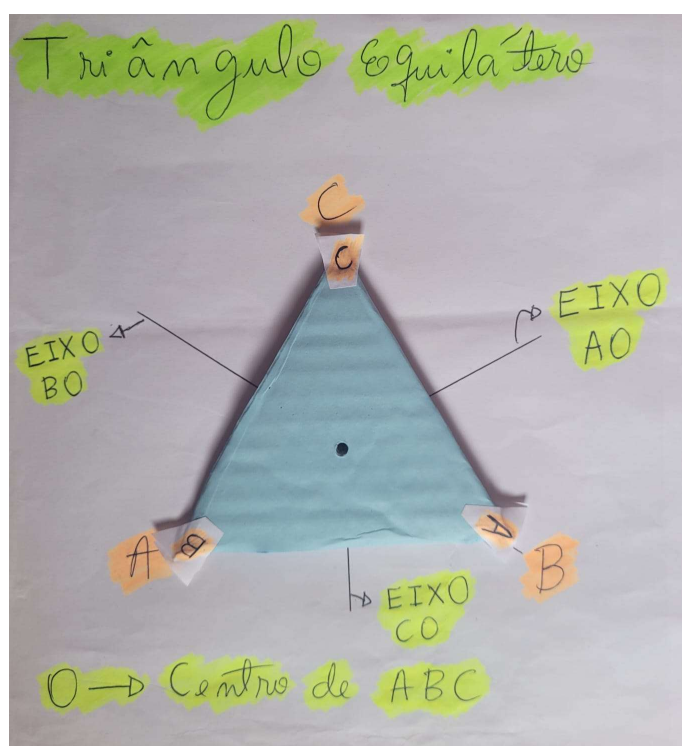 Triângulo Equilátero
C
C
EIXO
AO
EIXO
BO
A
B
A
B
EIXO
CO
O → Centro de ABC